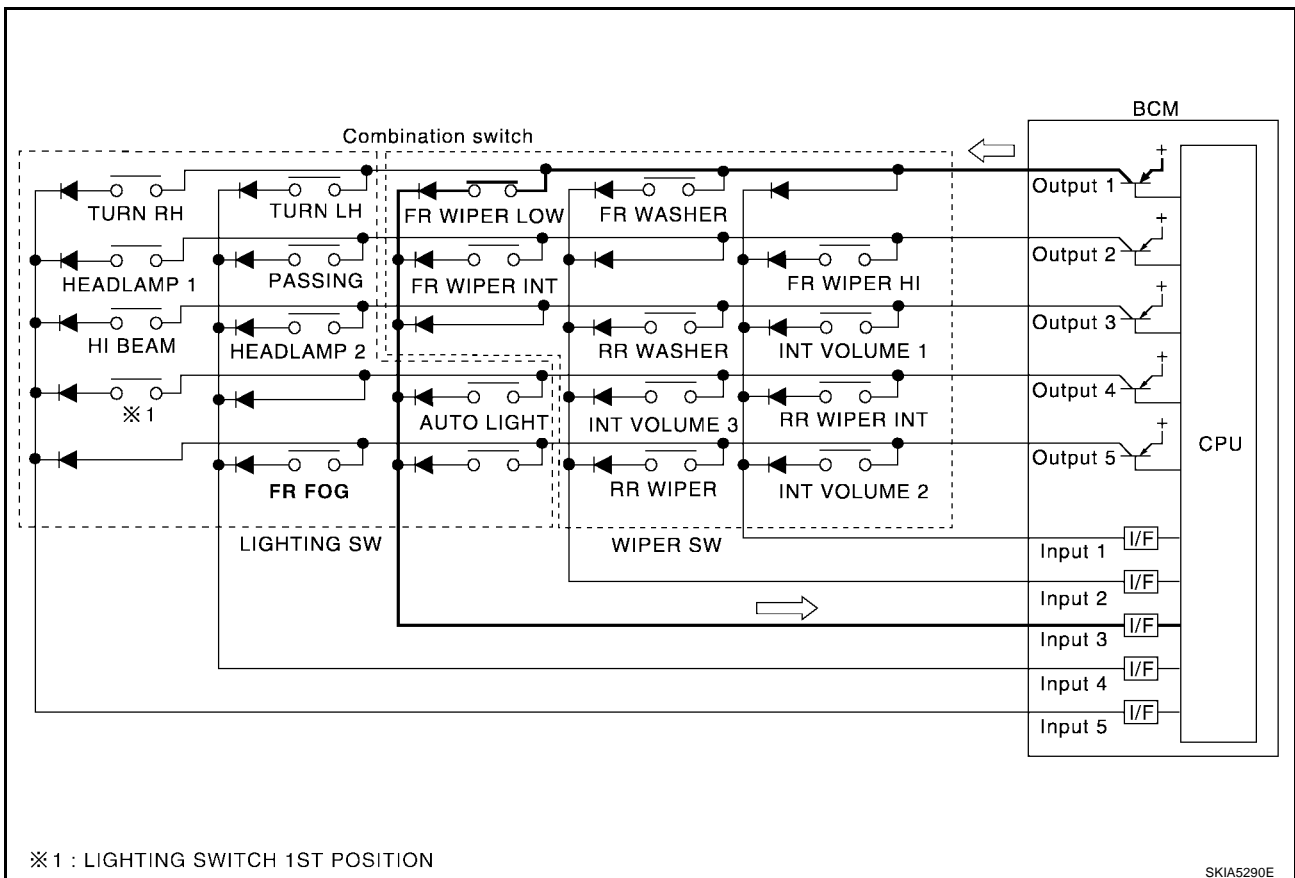 BCM
Combination switch
Output 1
TURN RH
TURN LH
FR WIPER LOW
FR WASHER
+
Output 2
HEADLAMP 1
PASSING
FR WIPER INT
FR WIPER HI
+
Output 3
HI BEAM
HEADLAMP 2
RR WASHER
INT VOLUME 1
+
Output 4
※1
AUTO LIGHT
INT VOLUME 3
RR WIPER INT
+
Output 5
CPU
FR FOG
RR WIPER
INT VOLUME 2
+
LIGHTING SW
WIPER SW
Input 1
I/F
Input 2
I/F
Input 3
I/F
Input 4
I/F
Input 5
I/F
※1 : LIGHTING SWITCH 1ST POSITION
SKIA5290E